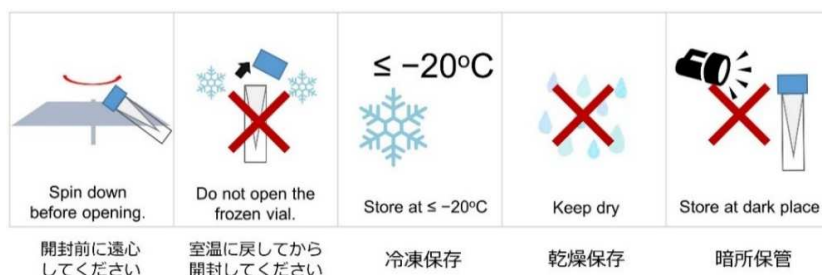 ≤ −20°C
Spin down
before opening.
Do not open the
frozen vial.
Store at ≤ −20°C
Keep dry
Store at dark place
開封前に遠心
してください
室温に戻してから
開封してください
冷凍保存
乾燥保存
暗所保管